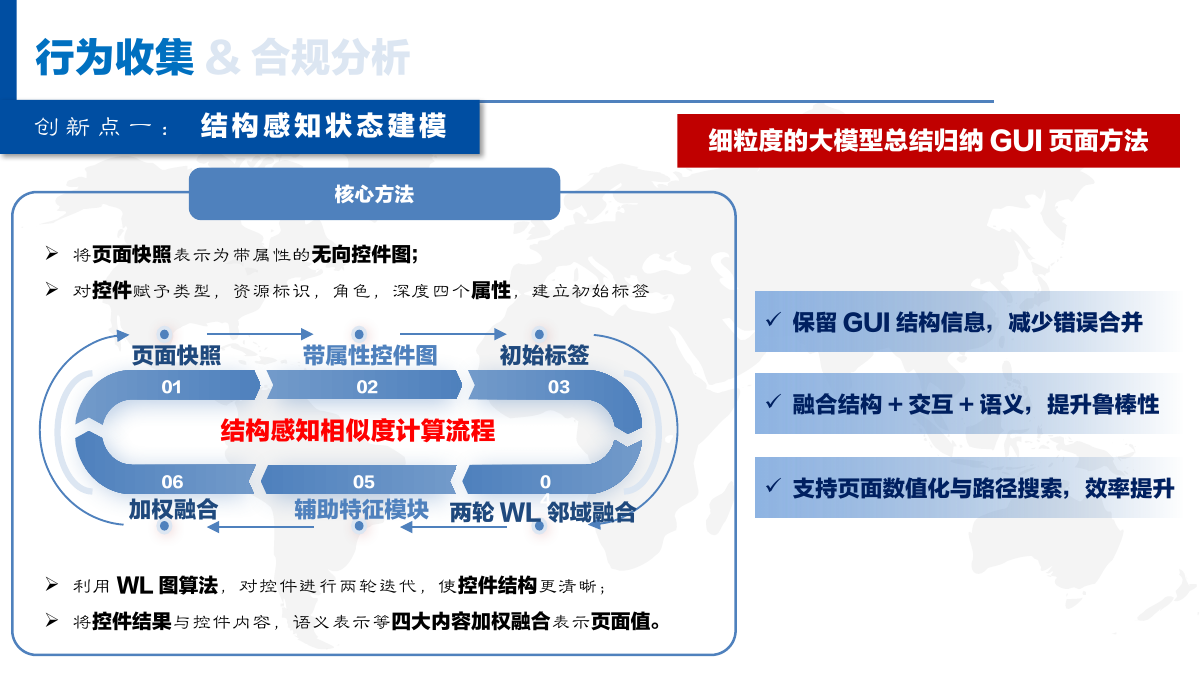 行为收集 & 合规分析
创新点一： 结构感知状态建模
细粒度的大模型总结归纳 GUI 页面方法
核心方法
将页面快照表示为带属性的无向控件图;
对控件赋予类型，资源标识，角色，深度四个属性，建立初始标签
页面快照 带属性控件图 初始标签
01 02 03
结构感知相似度计算流程
06 05 04
加权融合 辅助特征模块 两轮 WL 邻域融合
利用 WL 图算法，对控件进行两轮迭代，使控件结构更清晰；
将控件结果与控件内容，语义表示等四大内容加权融合表示页面值。
保留 GUI 结构信息，减少错误合并
融合结构 + 交互 + 语义，提升鲁棒性
支持页面数值化与路径搜索，效率提升